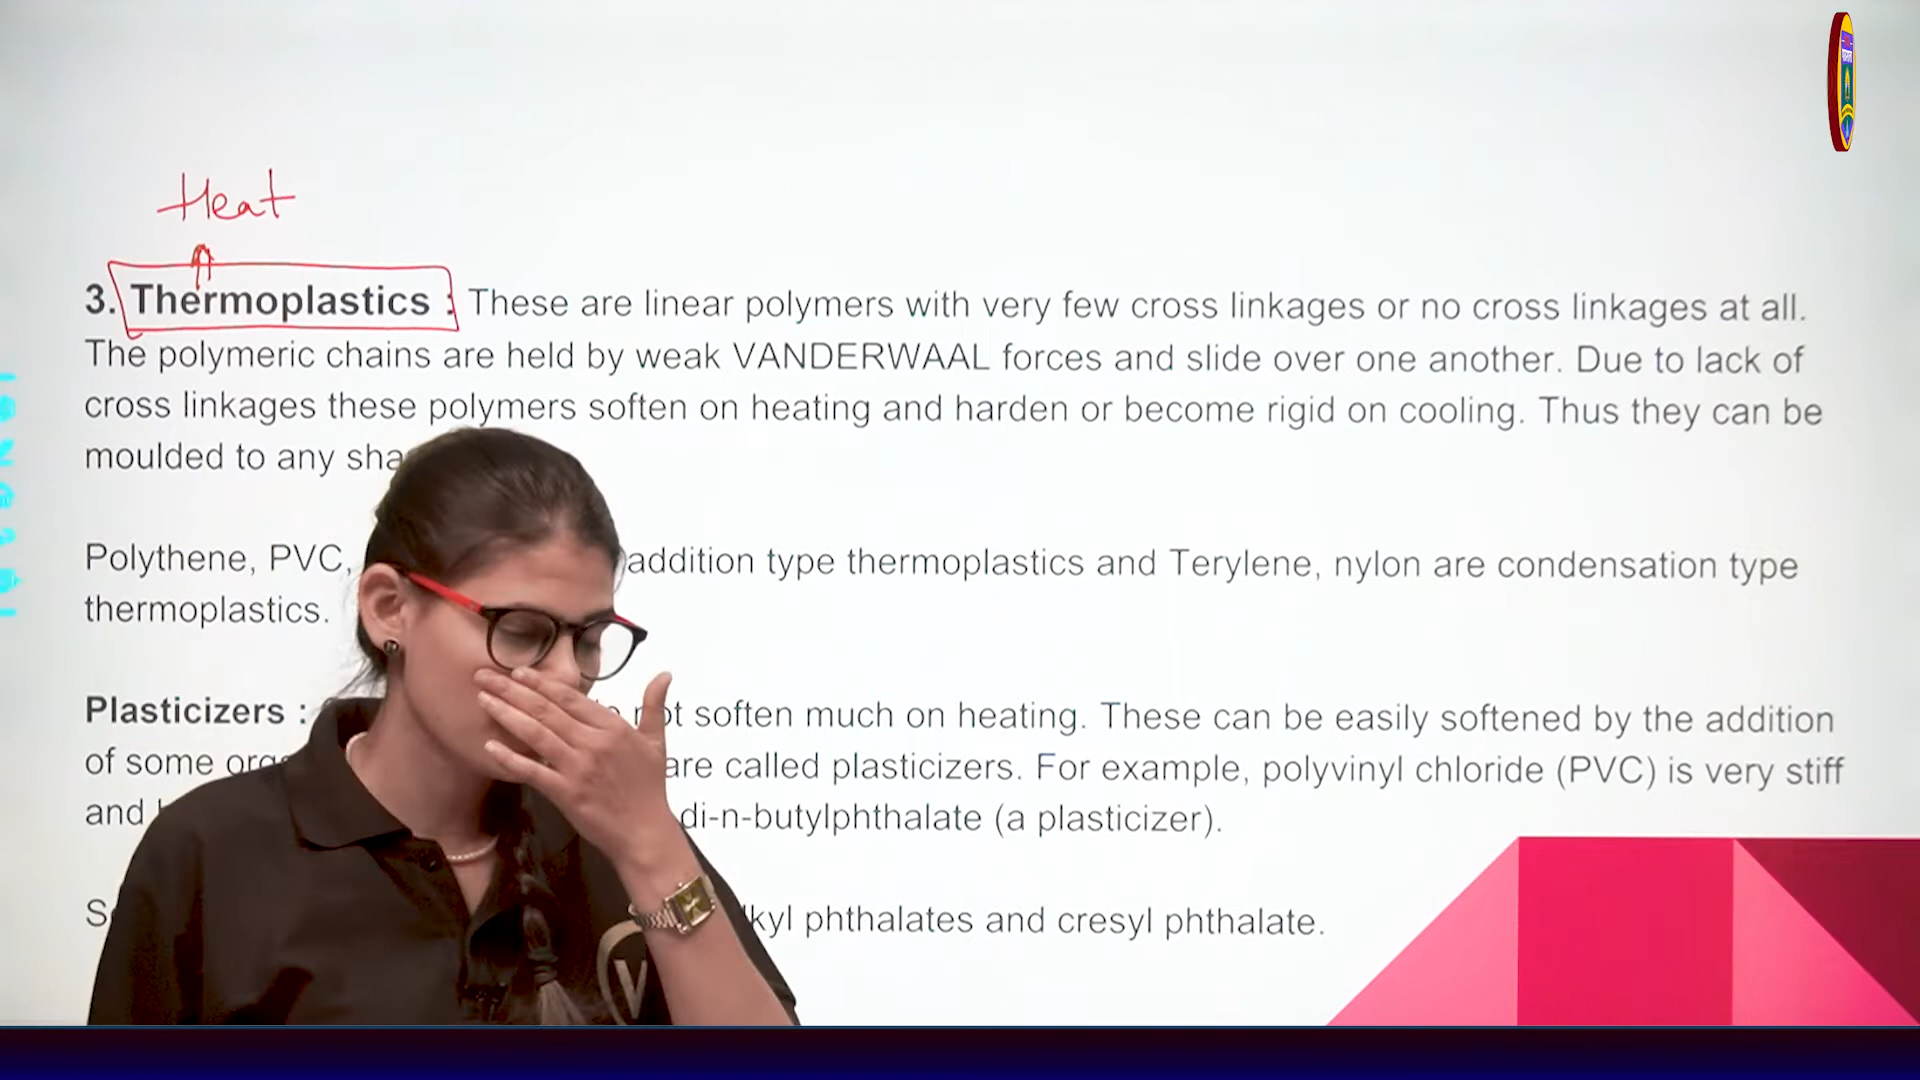 Heat
3. Thermoplastics : These are linear polymers with very few cross linkages or no cross linkages at all.
The polymeric chains are held by weak VANDERWAAL forces and slide over one another. Due to lack of
cross linkages these polymers soften on heating and harden or become rigid on cooling. Thus they can be
moldued to any
Polythene, PVC, addition type thermoplastics and Terylene, nylon are condensation type
thermoplastics.
Plasticizers : not soften much on heating. These can be easily softened by the addition
of some are called plasticizers. For example, polyvinyl chloride (PVC) is very stiff
and di-n-butylphthalate (a plasticizer).
phthalates and cresyl phthalate.
V